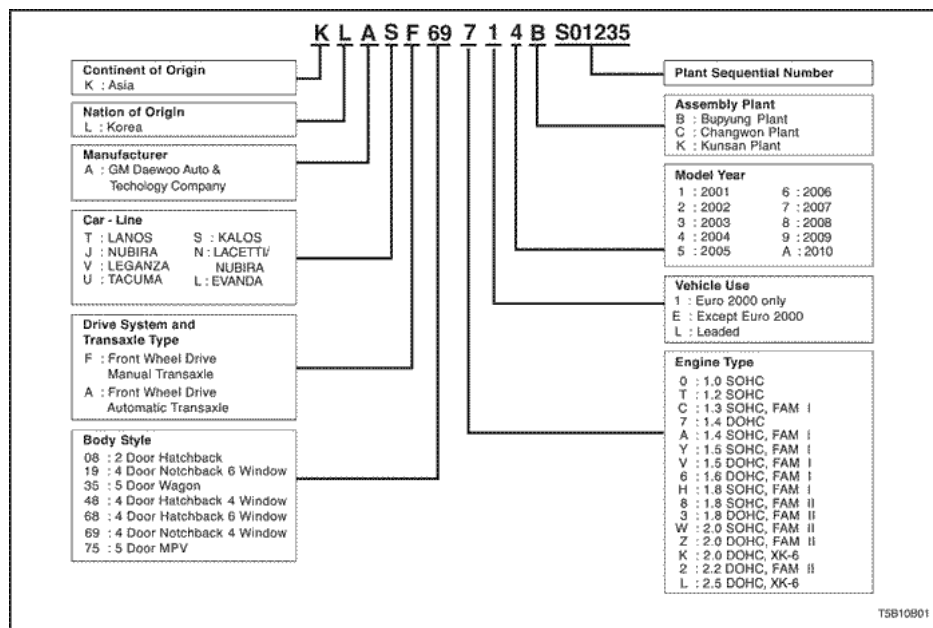 K L A S F 69 7 1 4 B S01235
Continent of Origin
K : Asia
Nation of Origin
L : Korea
Manufacturer
A : GM Daewoo Auto &
Techology Company
Car - Line
T : LANOS S : KALOS
J : NUBIRA N : LACETTI/
V : LEGANZA NUBIRA
U : TACUMA L : EVANDA
Drive System and
Transaxle Type
F : Front Wheel Drive
Manual Transaxle
A : Front Wheel Drive
Automatic Transaxle
Body Style
08 : 2 Door Hatchback
19 : 4 Door Notchback 6 Window
35 : 5 Door Wagon
48 : 4 Door Hatchback 4 Window
68 : 4 Door Hatchback 6 Window
69 : 4 Door Notchback 4 Window
75 : 5 Door MPV
Plant Sequential Number
Assembly Plant
B : Bupyung Plant
C : Changwon Plant
K : Kunsan Plant
Model Year
1 : 2001 6 : 2006
2 : 2002 7 : 2007
3 : 2003 8 : 2008
4 : 2004 9 : 2009
5 : 2005 A : 2010
Vehicle Use
1 : Euro 2000 only
E : Except Euro 2000
L : Leaded
Engine Type
0 : 1.0 SOHC
T : 1.2 SOHC
C : 1.3 SOHC, FAM I
7 : 1.4 DOHC
A : 1.4 SOHC, FAM I
Y : 1.5 SOHC, FAM I
V : 1.5 DOHC, FAM I
6 : 1.6 DOHC, FAM I
H : 1.8 SOHC, FAM I
8 : 1.8 SOHC, FAM II
3 : 1.8 DOHC, FAM II
W : 2.0 SOHC, FAM II
Z : 2.0 DOHC, FAM II
K : 2.0 DOHC, XK-6
2 : 2.2 DOHC, FAM II
L : 2.5 DOHC, XK-6
T5B10B01